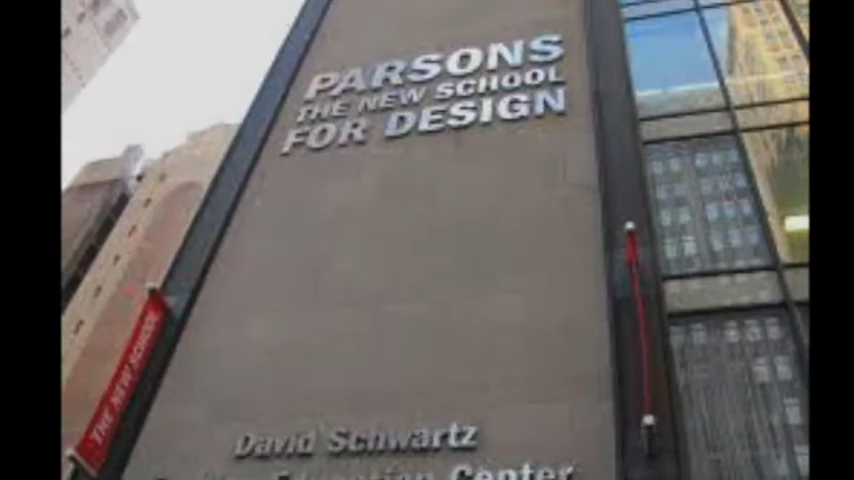 PARSONS
THE NEW SCHOOL
FOR DESIGN
THE NEW SCHOOL
David Schwartz
Center